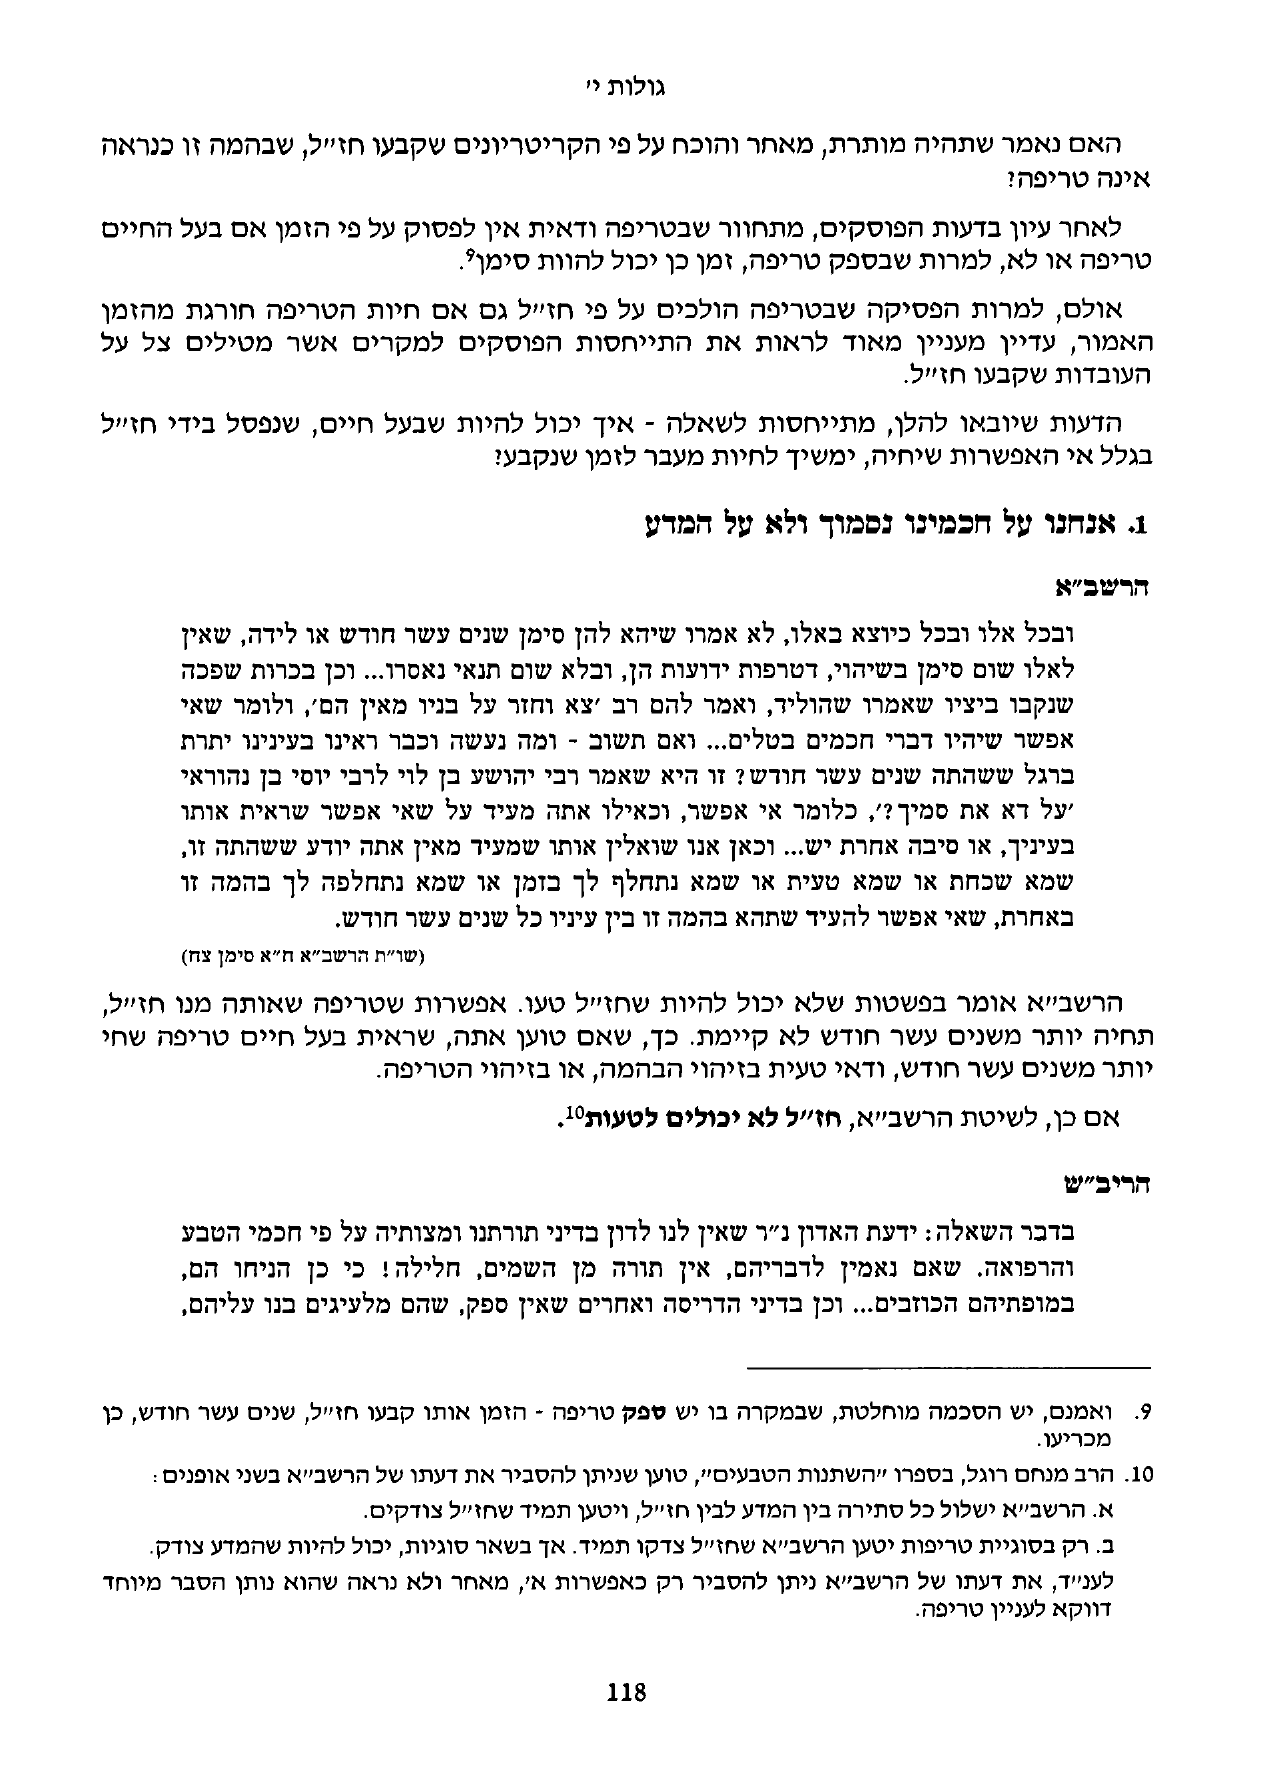 גולות י'
האם נאמר שתהיה מותרת, מאחר והוכח על פי הקריטריונים שקבעו חז"ל, שבהמה זו כנראה
אינה טריפה?
לאחר עיון בדעות הפוסקים, מתחוור שבטריפה ודאית אין לפסוק על פי הזמן אם בעל החיים
טריפה או לא, למרות שבספק טריפה, זמן כן יכול להוות סימן9.
אולם, למרות הפסיקה שבטריפה הולכים על פי חז"ל גם אם חיות הטריפה חורגת מהזמן
האמור, עדיין מעניין מאוד לראות את התייחסות הפוסקים למקרים אשר מטילים צל על
העובדות שקבעו חז"ל.
הדעות שיובאו להלן, מתייחסות לשאלה - איך יכול להיות שבעל חיים, שנפסל בידי חז"ל
בגלל אי האפשרות שיחיה, ימשיך לחיות מעבר לזמן שנקבע?
1. אנחנו על חכמינו נסמוך ולא על המדע
הרשב"א
ובכל אלו ובכל כיוצא באלו, לא אמרו שיהא להן סימן שנים עשר חודש או לידה, שאין
לאלו שום סימן בשיהוי, דטרפות ידועות הן, ובלא שום תנאי נאסרו... וכן בכרות שפכה
שנקבו ביציו שאמרו שהוליד, ואמר להם רב 'צא וחזר על בניו מאין הם', ולומר שאי
אפשר שיהיו דברי חכמים בטלים... ואם תשוב - ומה נעשה וכבר ראינו בעינינו יתרת
ברגל ששהתה שנים עשר חודש? זו היא שאמר רבי יהושע בן לוי לרבי יוסי בן נהוראי
'על דא את סמיך?', כלומר אי אפשר, וכאילו אתה מעיד על שאי אפשר שראית אותו
בעיניך, או סיבה אחרת יש... וכאן אנו שואלין אותו שמעיד מאין אתה יודע ששהתה זו,
שמא שכחת או שמא טעית או שמא נתחלף לך בזמן או שמא נתחלפה לך בהמה זו
באחרת, שאי אפשר להעיד שתהא בהמה זו בין עיניו כל שנים עשר חודש.
(שו"ת הרשב"א ח"א סימן צח)
הרשב"א אומר בפשטות שלא יכול להיות שחז"ל טעו. אפשרות שטריפה שאותה מנו חז"ל,
תחיה יותר משנים עשר חודש לא קיימת. כך, שאם טוען אתה, שראית בעל חיים טריפה שחי
יותר משנים עשר חודש, ודאי טעית בזיהוי הבהמה, או בזיהוי הטריפה.
אם כן, לשיטת הרשב"א, חז"ל לא יכולים לטעות10.
הריב"ש
בדבר השאלה: ידעת האדון נ"ר שאין לנו לדון בדיני תורתנו ומצותיה על פי חכמי הטבע
והרפואה. שאם נאמין לדבריהם, אין תורה מן השמים, חלילה! כי כן הניחו הם,
במופתיהם הכוזבים... וכן בדיני הדריסה ואחרים שאין ספק, שהם מלעיגים בנו עליהם,
9. ואמנם, יש הסכמה מוחלטת, שבמקרה בו יש ספק טריפה - הזמן אותו קבעו חז"ל, שנים עשר חודש, כן
מכריעו.
10. הרב מנחם רוגל, בספרו "השתנות הטבעים", טוען שניתן להסביר את דעתו של הרשב"א בשני אופנים:
א. הרשב"א ישלול כל סתירה בין המדע לבין חז"ל, ויטען תמיד שחז"ל צודקים.
ב. רק בסוגיית טריפות יטען הרשב"א שחז"ל צדקו תמיד. אך בשאר סוגיות, יכול להיות שהמדע צודק.
לענ"ד, את דעתו של הרשב"א ניתן להסביר רק כאפשרות א', מאחר ולא נראה שהוא נותן הסבר מיוחד
דווקא לעניין טריפה.
118